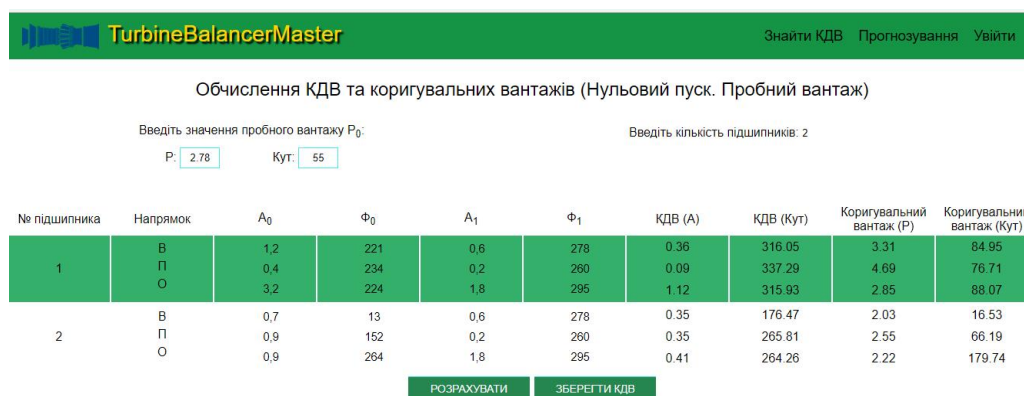 TurbineBalancerMaster Знайти КДВ Прогнозування Увійти
Обчислення КДВ та коригувальних вантажів (Нульовий пуск. Пробний вантаж)
Введіть значення пробного вантажу P0: Введіть кількість підшипників: 2
P: 2.78 Кут: 55
№ підшипника Напрямок A0 Ф0 A1 Ф1 КДВ (A) КДВ (Кут) Коригувальний вантаж (P) Коригувальний вантаж (Кут)
1
В 1,2 221 0,6 278 0.36 316.05 3.31 84.95
П 0,4 234 0,2 260 0.09 337.29 4.69 76.71
О 3,2 224 1,8 295 1.12 315.93 2.85 88.07
2
В 0,7 13 0,6 278 0.35 176.47 2.03 16.53
П 0,9 152 0,2 260 0.35 265.81 2.55 66.19
О 0,9 264 1,8 295 0.41 264.26 2.22 179.74
РОЗРАХУВАТИ ЗБЕРЕГТИ КДВ